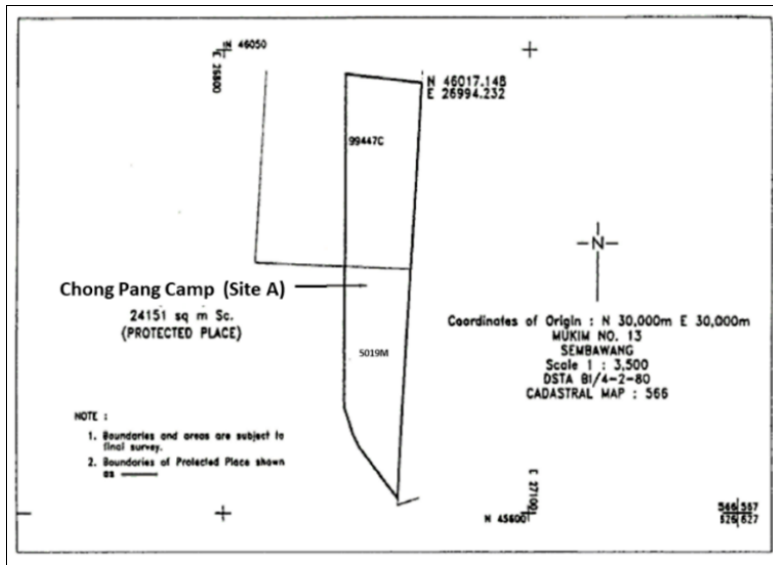 N 46050
E 26800
N 46017.148
E 26994.232
99447C
N
Chong Pang Camp (Site A)
24151 sq m Sc.
(PROTECTED PLACE)
5019M
Coordinates of Origin : N 30,000m E 30,000m
MUKIM NO. 13
SEMBAWANG
Scale 1 : 3,500
DSTA BI/4-2-80
CADASTRAL MAP : 566
NOTE :
1. Boundaries and areas are subject to
final survey.
2. Boundaries of Protected Place shown
as
E 27100
N 45600
566 567
526 627